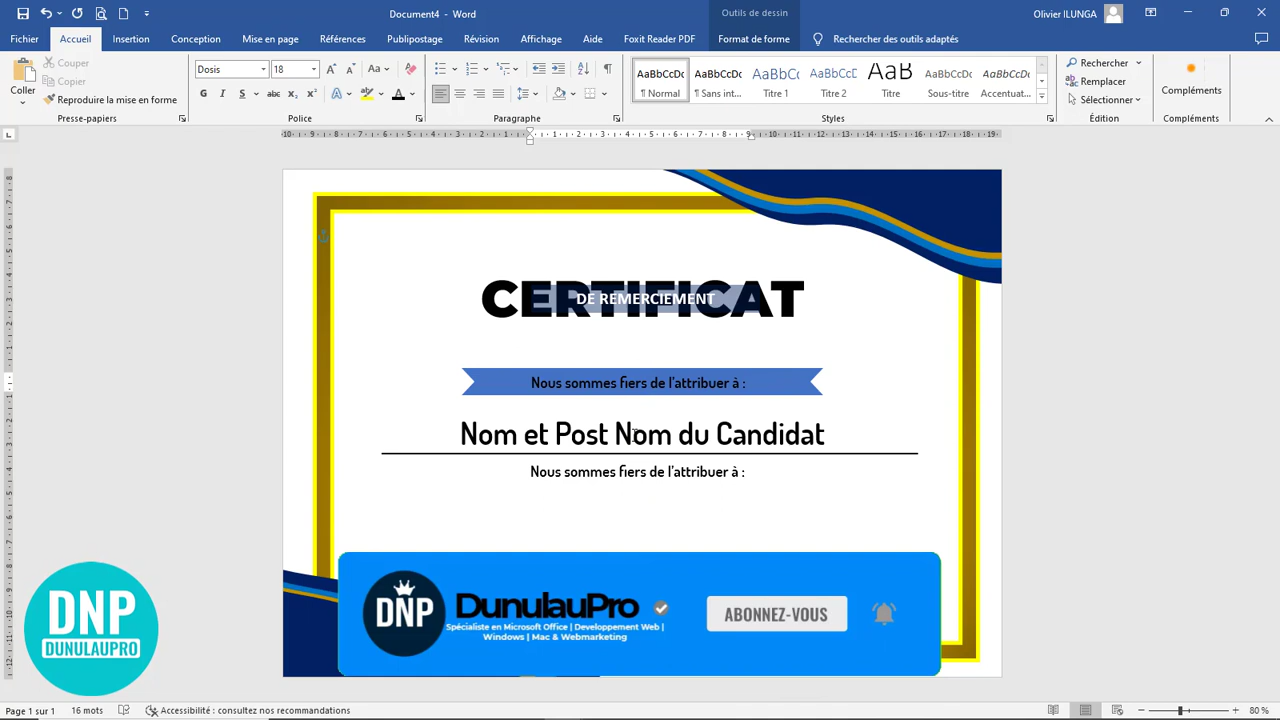 Document4 - Word
Outils de dessin
Olivier ILUNGA
Fichier Accueil Insertion Conception Mise en page Références Publipostage Révision Affichage Aide Foxit Reader PDF Format de forme Rechercher des outils adaptés
Coller
Couper
Copier
Reproduire la mise en forme
Presse-papiers
Dosis 18
Police
Paragraphe
AaBbCcDc AaBbCcDc AaBbCc AaBbCcD AaB AaBbCcDc AaBbCcDc
¶ Normal ¶ Sans int... Titre 1 Titre 2 Titre Sous-titre Accentuat...
Styles
Rechercher
Remplacer
Sélectionner
Édition
Compléments
Compléments
CERTIFICAT
DE REMERCIEMENT
Nous sommes fiers de l'attribuer à :
Nom et Post Nom du Candidat
Nous sommes fiers de l'attribuer à :
DNP
DunulauPro
Spécialiste en Microsoft Office | Developpement Web |
Windows | Mac & Webmarketing
ABONNEZ-VOUS
DNP
DUNULAUPRO
Page 1 sur 1 16 mots Accessibilité : consultez nos recommandations 80 %